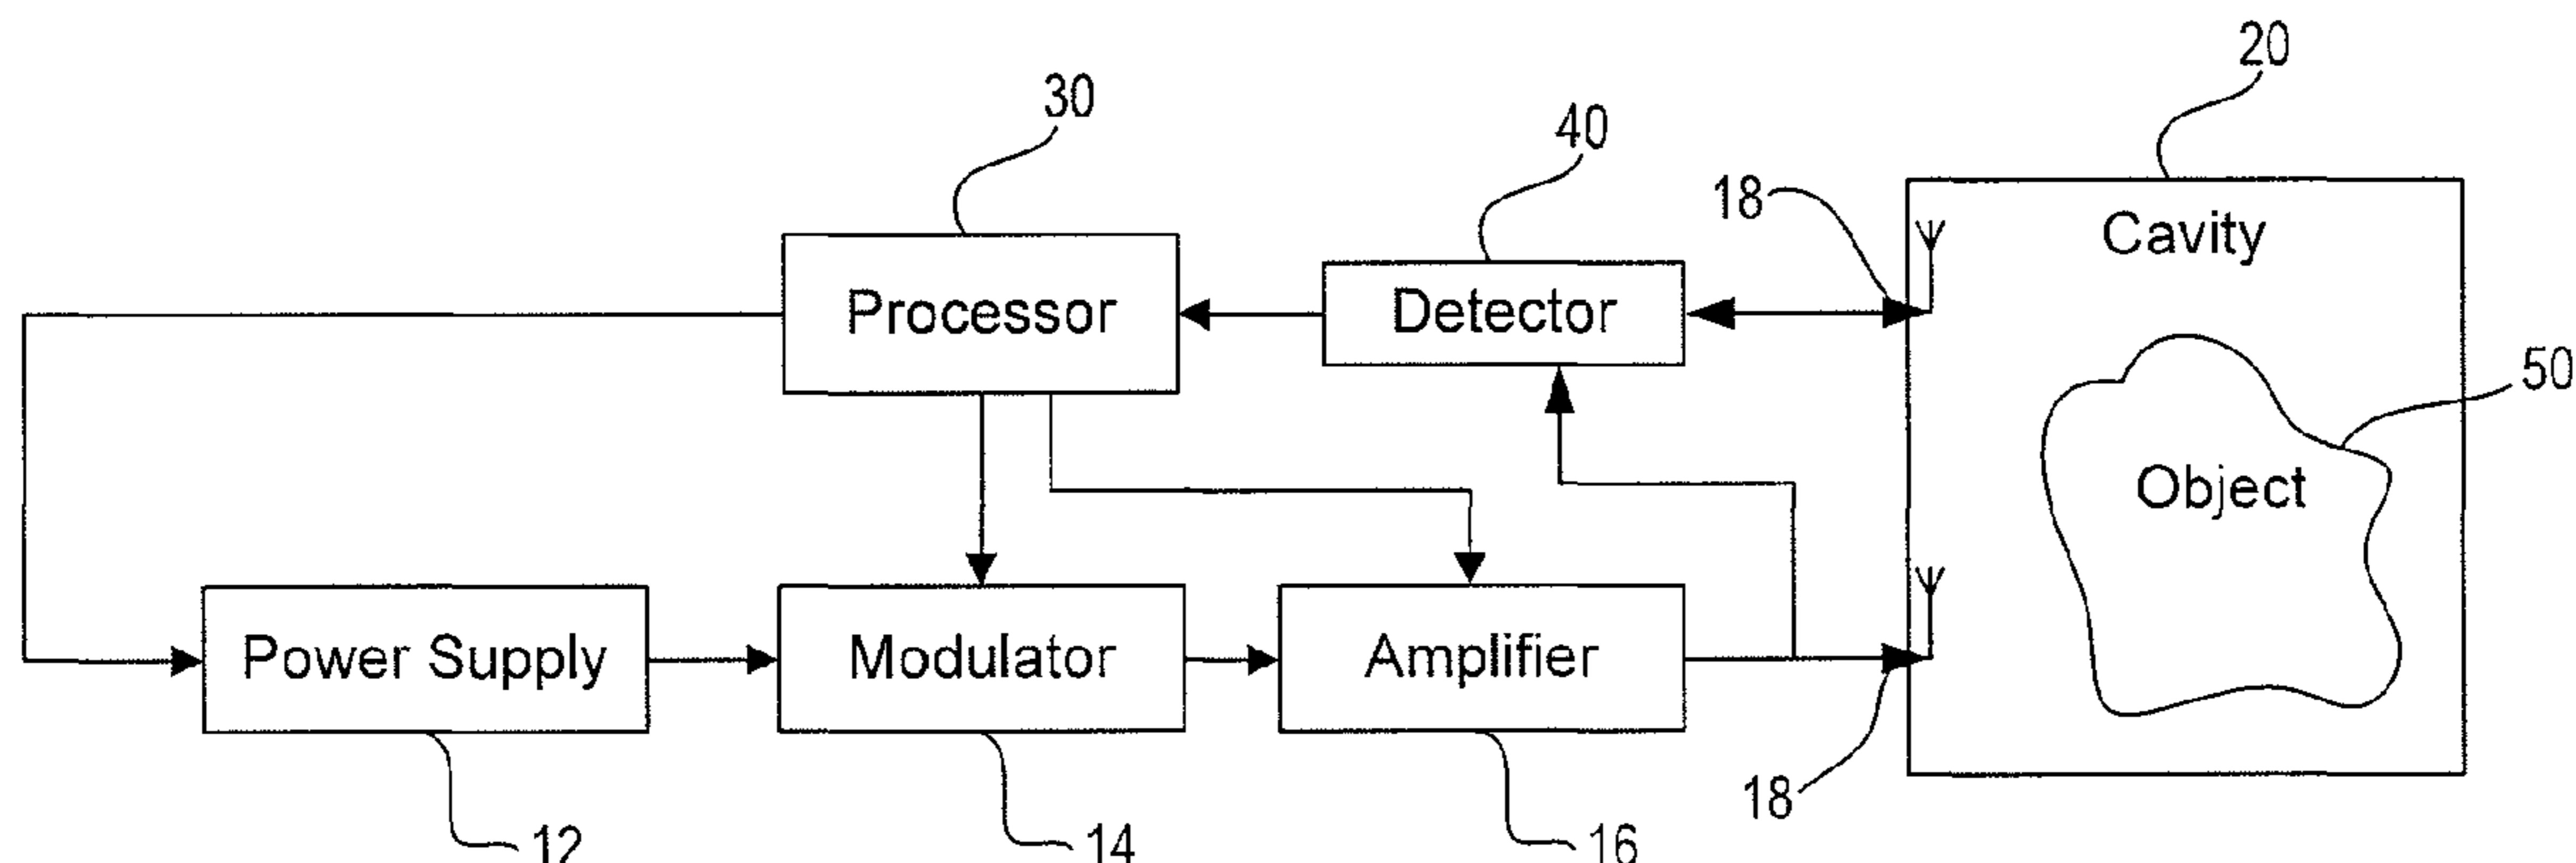 20
30
40
18
Cavity
Processor
Detector
50
Object
Power Supply
Modulator
Amplifier
18
12
14
16